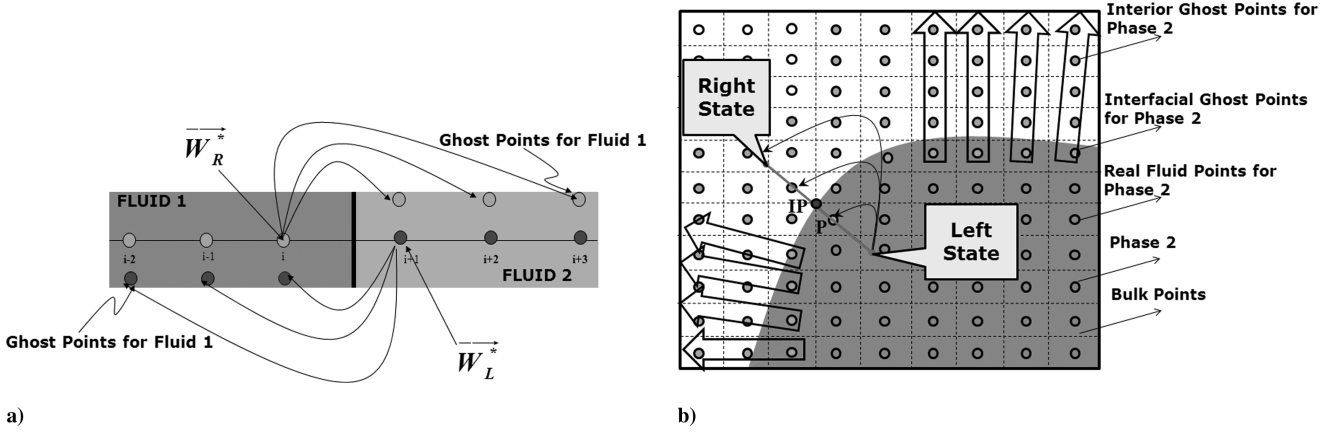 W*R
Ghost Points for Fluid 1
FLUID 1
i-2
i-1
i
i+1
i+2
i+3
FLUID 2
Ghost Points for Fluid 1
W*L
a)
Right
State
IP
P
Left
State
Interior Ghost Points for
Phase 2
Interfacial Ghost Points
for Phase 2
Real Fluid Points for
Phase 2
Phase 2
Bulk Points
b)